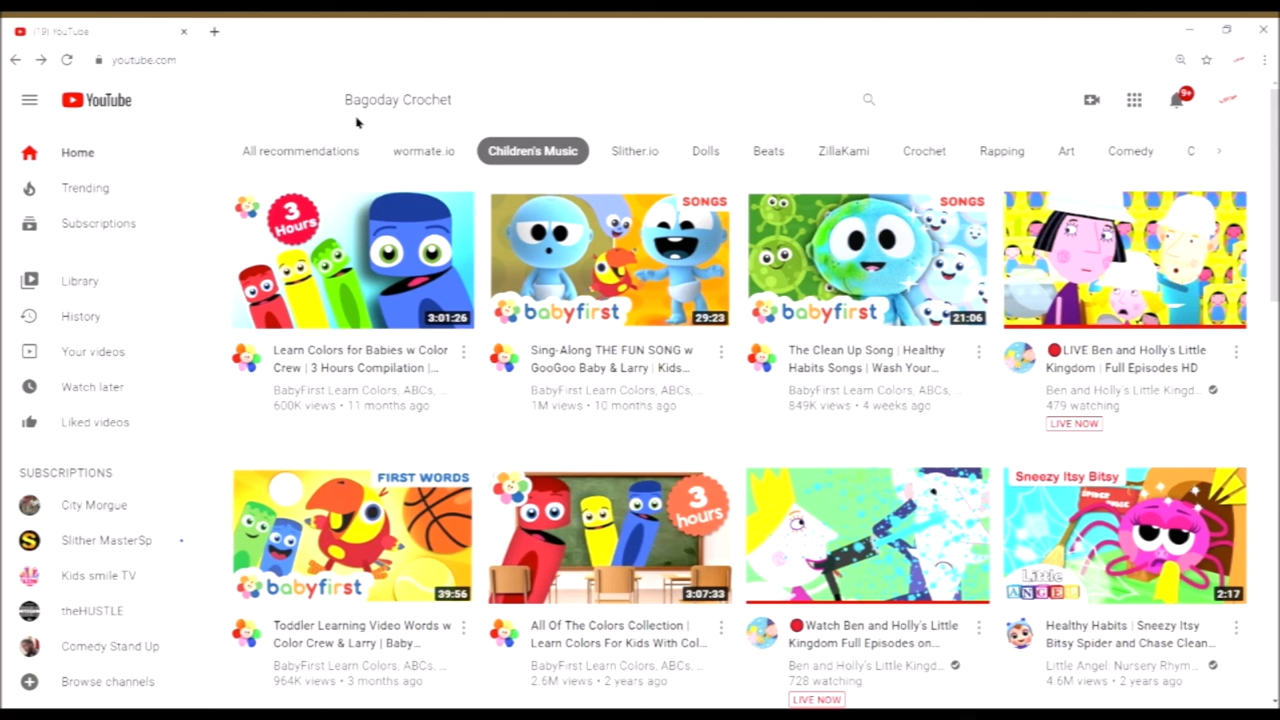 (19) YouTube
youtube.com
YouTube
Bagoday Crochet
9+
Home
Trending
Subscriptions
Library
History
Your videos
Watch later
Liked videos
SUBSCRIPTIONS
City Morgue
Slither MasterSp
Kids smile TV
theHUSTLE
Comedy Stand Up
Browse channels
All recommendations
wormate.io
Children's Music
Slither.io
Dolls
Beats
ZillaKami
Crochet
Rapping
Art
Comedy
C
3
Hours
3:01:26
Learn Colors for Babies w Color
Crew | 3 Hours Compilation |...
BabyFirst Learn Colors, ABC, ...
600K views • 11 months ago
SONGS
babyfirst
29:23
Sing-Along THE FUN SONG w
GooGoo Baby & Larry | Kids...
BabyFirst Learn Colors, ABCs, ...
1M views • 10 months ago
SONGS
babyfirst
21:06
The Clean Up Song | Healthy
Habits Songs | Wash Your...
BabyFirst Learn Colors, ABCs, ...
849K views • 4 weeks ago
LIVE Ben and Holly's Little
Kingdom | Full Episodes HD
Ben and Holly's Little Kingd...
479 watching
LIVE NOW
FIRST WORDS
babyfirst
39:56
Toddler Learning Video Words w
Color Crew & Larry | Baby...
BabyFirst Learn Colors, ABCs, ...
964K views • 3 months ago
3
hours
3:07:33
All Of The Colors Collection |
Learn Colors For Kids With Col...
BabyFirst Learn Colors, ABCs, ...
2.6M views • 2 years ago
Watch Ben and Holly's Little
Kingdom Full Episodes on...
Ben and Holly's Little Kingd...
728 watching
LIVE NOW
Sneezy Itsy Bitsy
SPIDER
Little
ANGEL
2:17
Healthy Habits | Sneezy Itsy
Bitsy Spider and Chase Clean...
Little Angel: Nursery Rhym...
4.6M views • 2 years ago